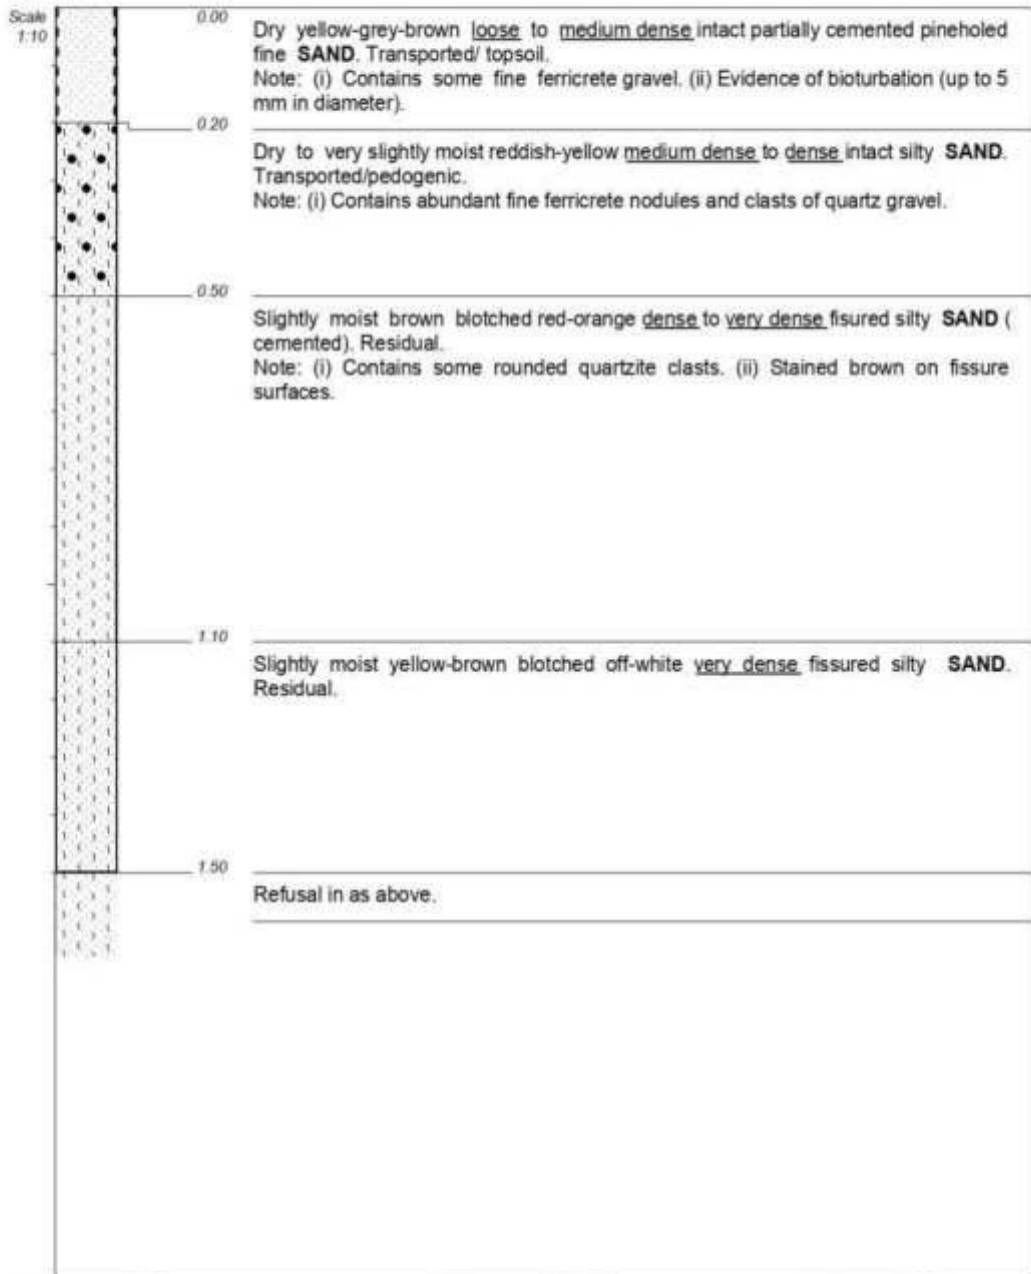 Scale
1:10
0.00
Dry yellow-grey-brown loose to medium dense intact partially cemented pineholed
fine SAND. Transported/ topsoil.
Note: (i) Contains some fine ferricrete gravel. (ii) Evidence of bioturbation (up to 5
mm in diameter).
0.20
Dry to very slightly moist reddish-yellow medium dense to dense intact silty SAND.
Transported/pedogenic.
Note: (i) Contains abundant fine ferricrete nodules and clasts of quartz gravel.
0.50
Slightly moist brown blotched red-orange dense to very dense fisured silty SAND (
cemented). Residual.
Note: (i) Contains some rounded quartzite clasts. (ii) Stained brown on fissure
surfaces.
1.10
Slightly moist yellow-brown blotched off-white very dense fissured silty SAND.
Residual.
1.50
Refusal in as above.